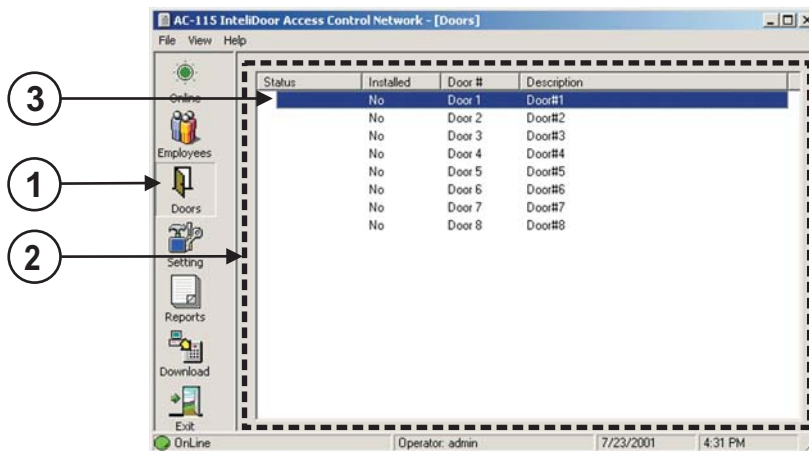 AC-115 InteliDoor Access Control Network - [Doors]
File View Help
Online
Employees
Doors
Setting
Reports
Download
Exit
3
1
2
Status Installed Door # Description
No Door 1 Door#1
No Door 2 Door#2
No Door 3 Door#3
No Door 4 Door#4
No Door 5 Door#5
No Door 6 Door#6
No Door 7 Door#7
No Door 8 Door#8
OnLine Operator: admin 7/23/2001 4:31 PM